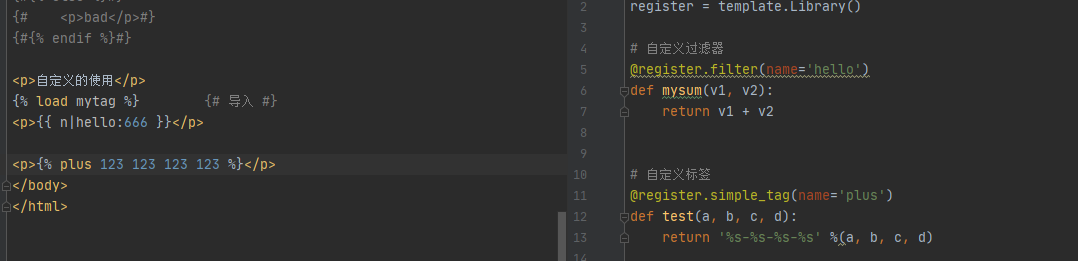 {#    <p>bad</p>#}
{#{% endif %}#}
<p>自定义的使用</p>
{% load mytag %}        {# 导入 #}
<p>{{ n|hello:666 }}</p>
<p>{% plus 123 123 123 123 %}</p>
</body>
</html>
2 register = template.Library()
3
4 # 自定义过滤器
5 @register.filter(name='hello')
6 def mysum(v1, v2):
7     return v1 + v2
8
9
10 # 自定义标签
11 @register.simple_tag(name='plus')
12 def test(a, b, c, d):
13     return '%s-%s-%s-%s' %(a, b, c, d)
14